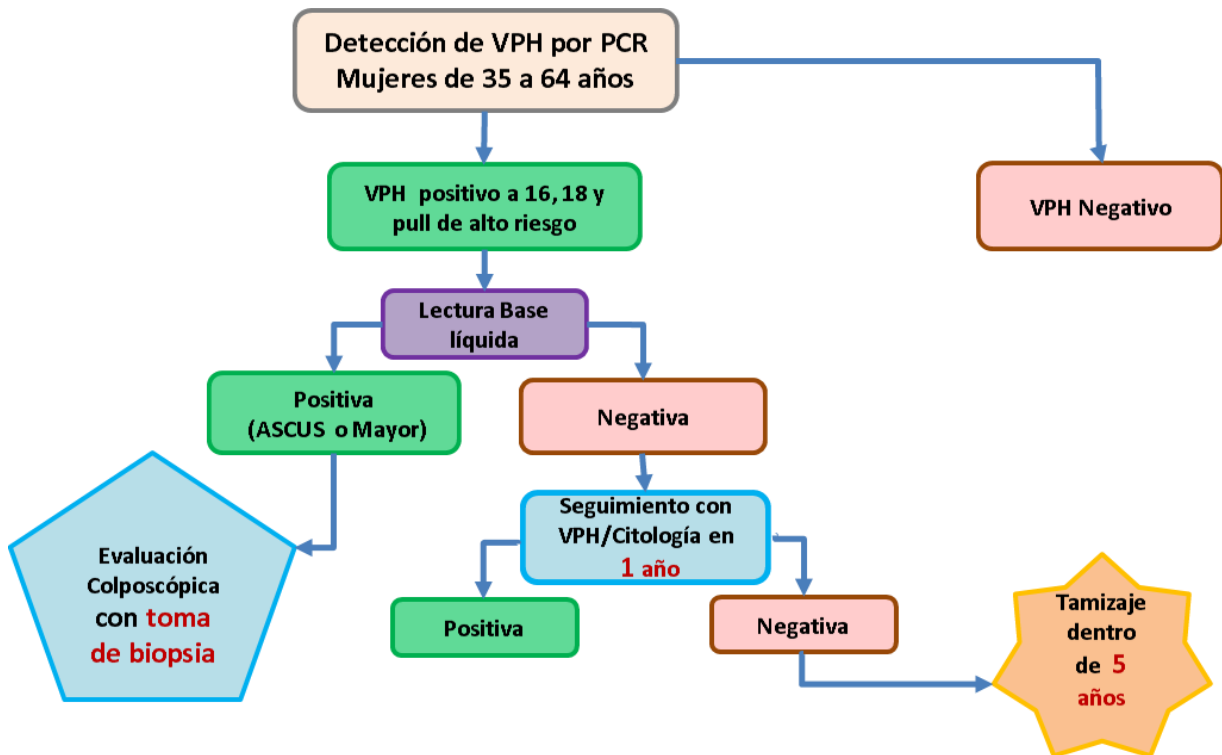 Detección de VPH por PCR
Mujeres de 35 a 64 años
VPH positivo a 16, 18 y
pull de alto riesgo
VPH Negativo
Lectura Base
líquida
Positiva
(ASCUS o Mayor)
Negativa
Evaluación
Colposcópica
con toma
de biopsia
Seguimiento con
VPH/Citología en
1 año
Positiva
Negativa
Tamizaje
dentro
de 5
años